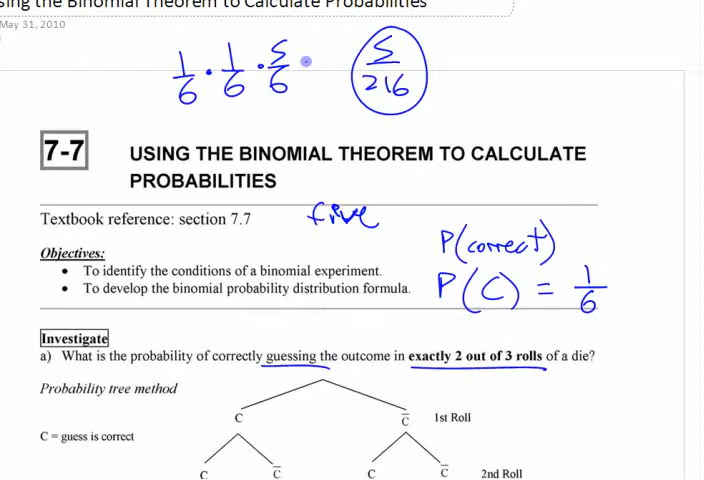 sing the Binomial Theorem to Calculate Probabilities
May 31, 2010
1/6 · 1/6 · 5/6 · 5/216
7-7 USING THE BINOMIAL THEOREM TO CALCULATE
PROBABILITIES
Textbook reference: section 7.7
five
P(correct)
Objectives:
• To identify the conditions of a binomial experiment.
• To develop the binomial probability distribution formula.
P(C) = 1/6
Investigate
a) What is the probability of correctly guessing the outcome in exactly 2 out of 3 rolls of a die?
Probability tree method
C C̅ 1st Roll
C = guess is correct
C C̅ C C̅ 2nd Roll